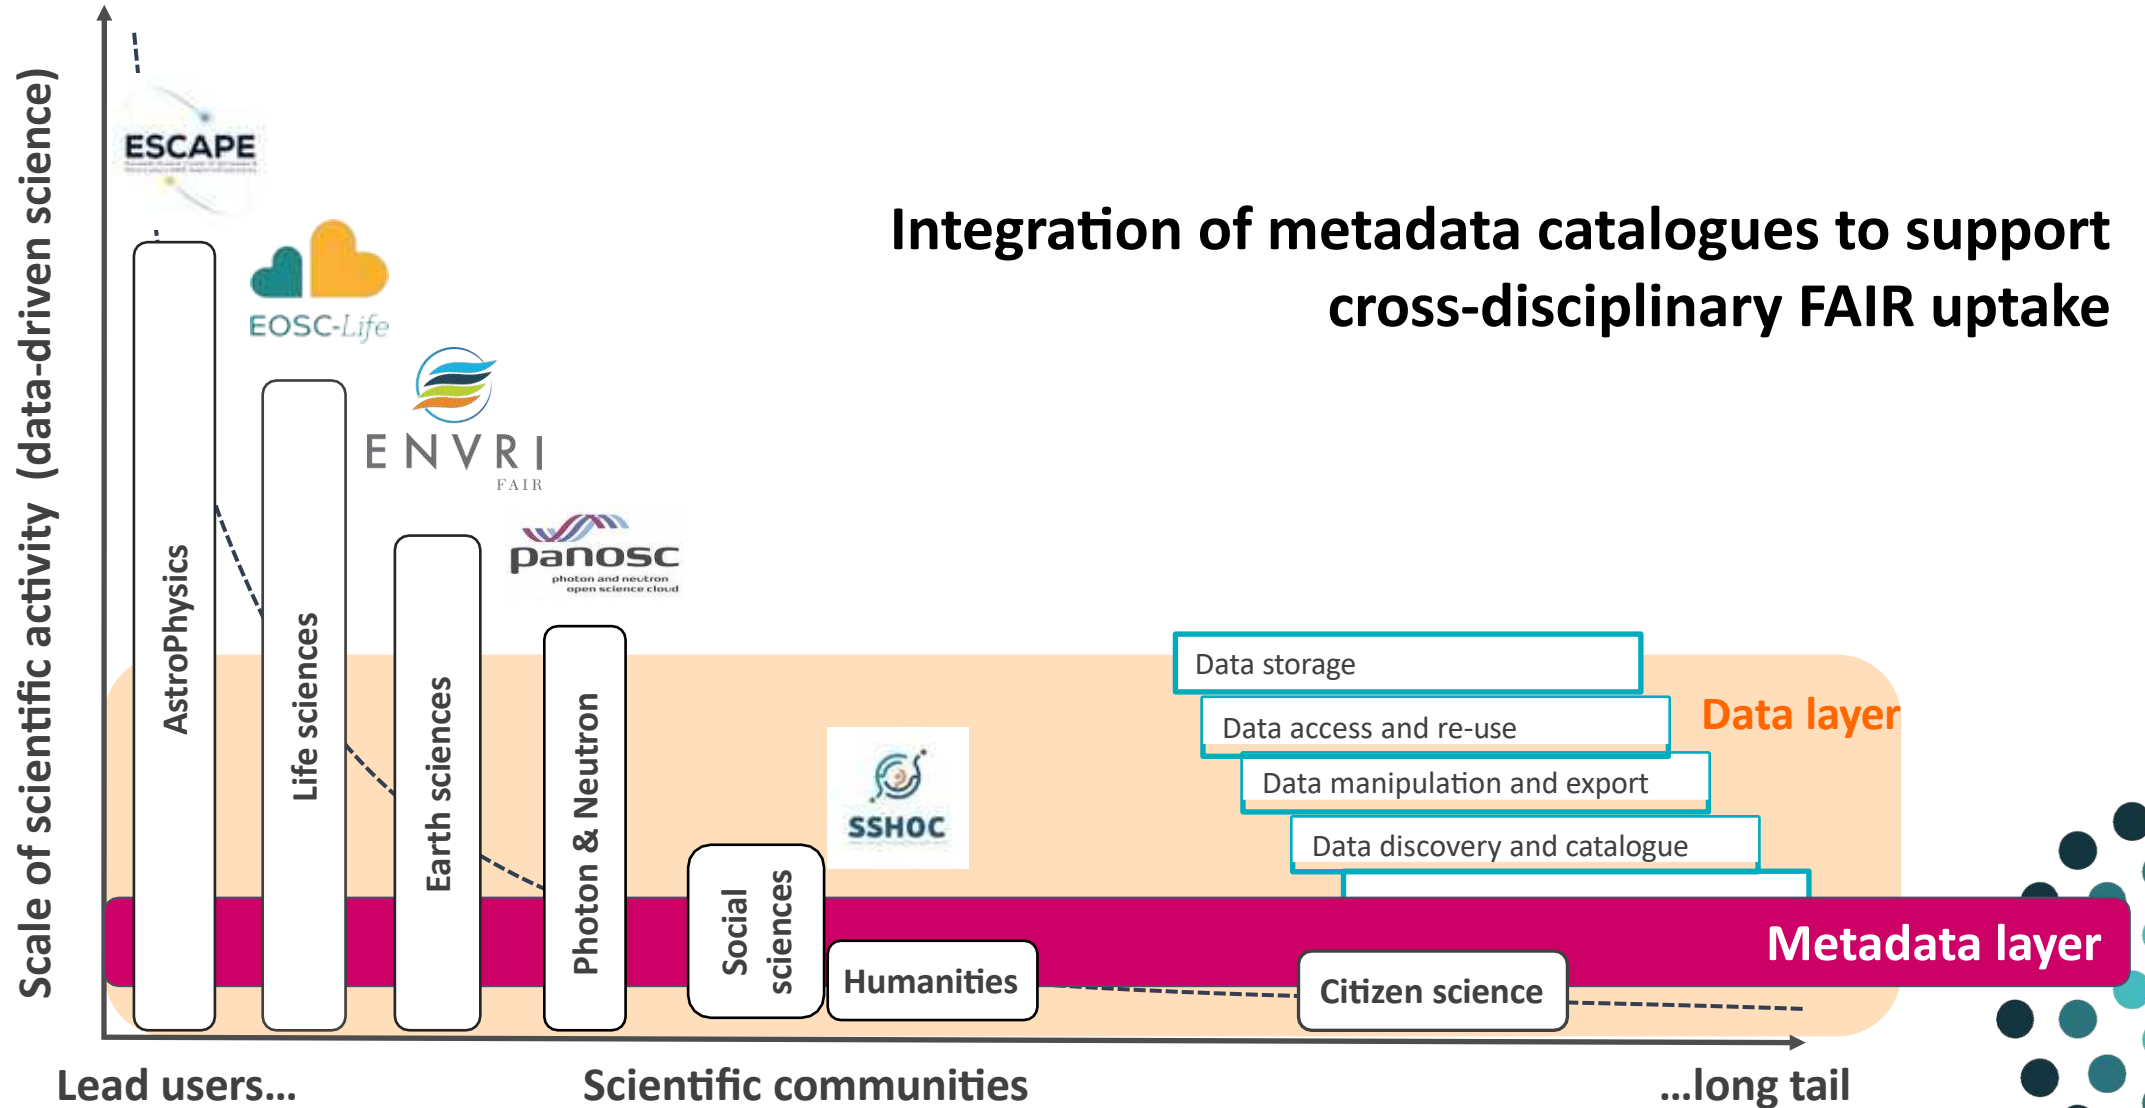 Scale of scientific activity (data-driven science)
ESCAPE
EOSC-Life
ENVRI
FAIR
panosc
photon and neutron
open science cloud
Integration of metadata catalogues to support
cross-disciplinary FAIR uptake
AstroPhysics
Life sciences
Earth sciences
Photon & Neutron
Social
sciences
SSHOC
Humanities
Citizen science
Data storage
Data access and re-use
Data manipulation and export
Data discovery and catalogue
Data layer
Metadata layer
Lead users...
Scientific communities
...long tail